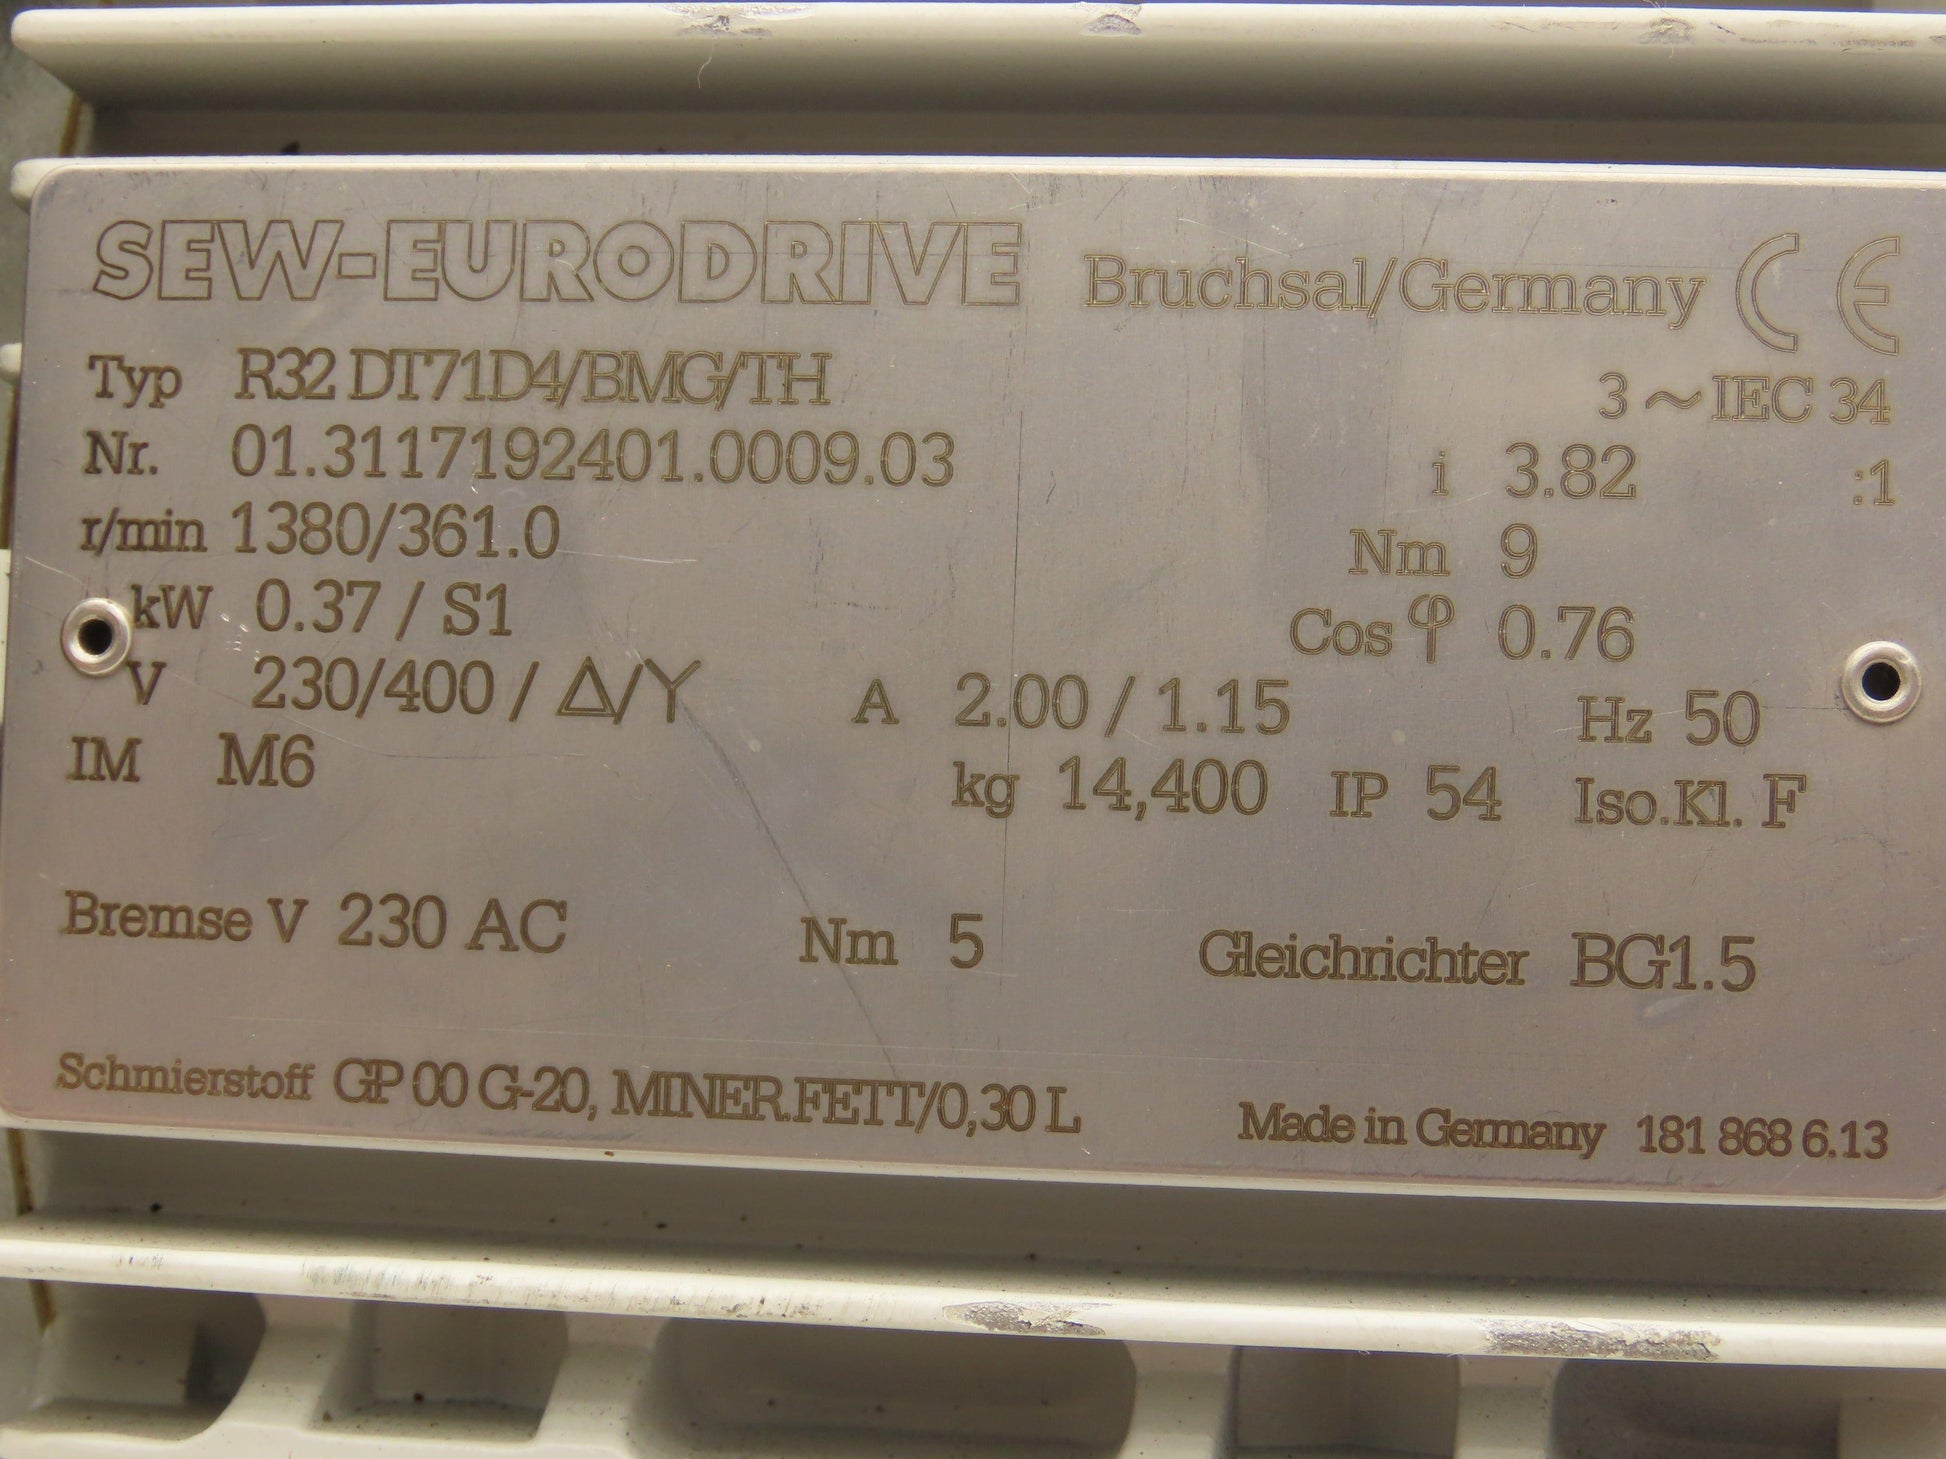 SEW-EURODRIVE Bruchsal/Germany CE
Typ R32 DT71D4/BMG/TH 3 ~ IEC 34
Nr. 01.3117192401.0009.03 i 3.82 :1
r/min 1380/361.0 Nm 9
kW 0.37 / S1 Cos φ 0.76
V 230/400 / Δ/Y A 2.00 / 1.15 Hz 50
IM M6 kg 14,400 IP 54 Iso.Kl. F
Bremse V 230 AC Nm 5 Gleichrichter BG1.5
Schmierstoff GP 00 G-20, MINER.FETT/0,30 L Made in Germany 181 868 6.13